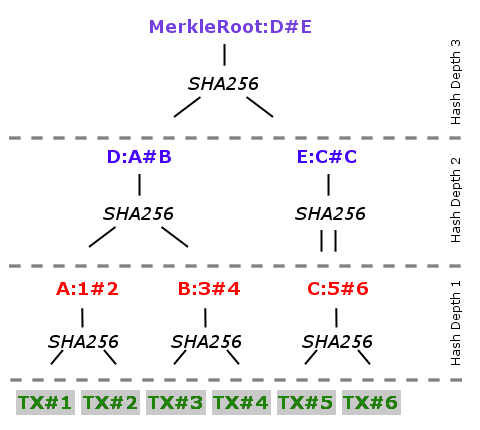 MerkleRoot:D#E
SHA256
Hash Depth 3
D:A#B E:C#C
SHA256 SHA256
Hash Depth 2
A:1#2 B:3#4 C:5#6
SHA256 SHA256 SHA256
Hash Depth 1
TX#1 TX#2 TX#3 TX#4 TX#5 TX#6